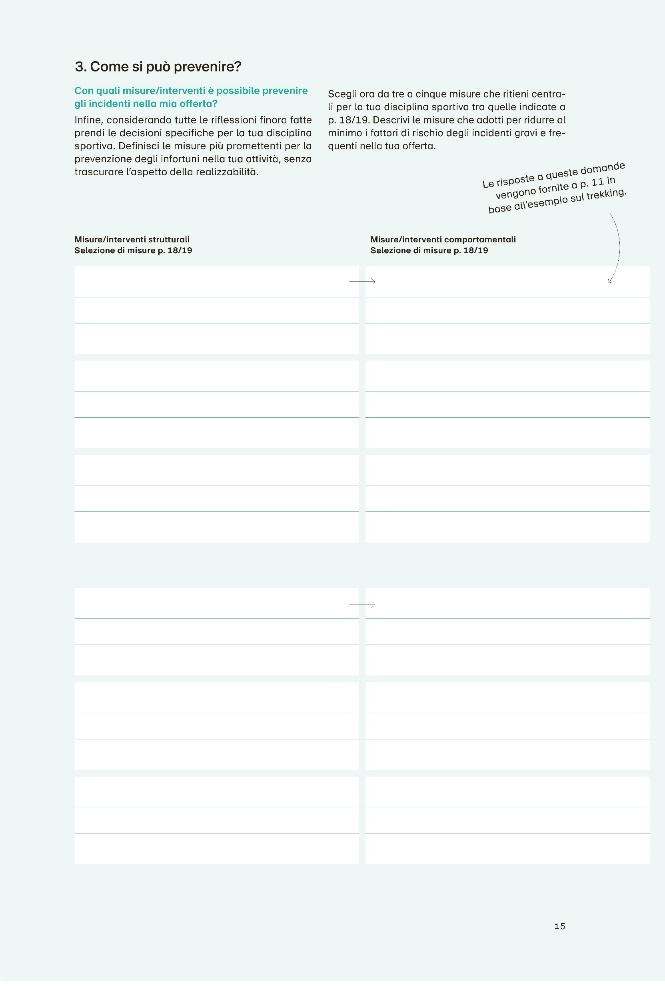 3. Come si può prevenire?
Con quali misure/interventi è possibile prevenire
gli incidenti nella mia offerta?
Infine, considerando tutte le riflessioni finora fatte
prendi le decisioni specifiche per la tua disciplina
sportiva. Definisci le misure più promettenti per la
prevenzione degli infortuni nella tua attività, senza
trascurare l'aspetto della realizzabilità.
Scegli ora da tre a cinque misure che ritieni centra-
li per la tua disciplina sportiva tra quelle indicate a
p. 18/19. Descrivi le misure che adotti per ridurre al
minimo i fattori di rischio degli incidenti gravi e fre-
quenti nella tua offerta.
Le risposte a queste domande
vengono fornite a p. 11 in
base all'esempio sul trekking.
Misure/interventi strutturali
Selezione di misure p. 18/19
Misure/interventi comportamentali
Selezione di misure p. 18/19
15